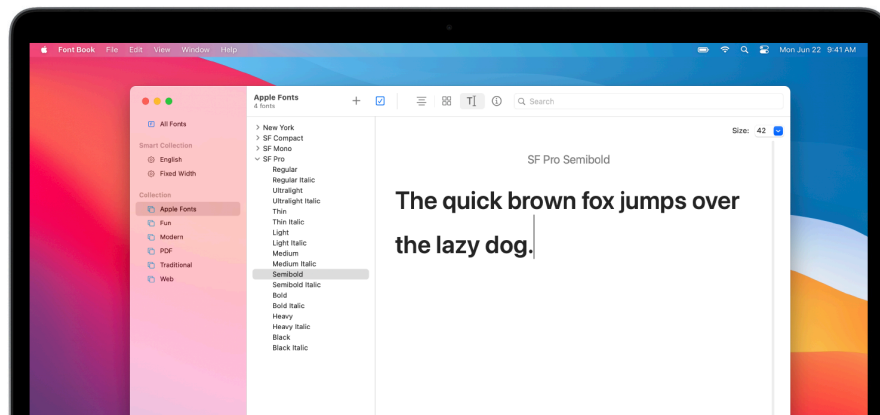 Font Book File Edit View Window Help
Mon Jun 22 9:41 AM
Apple Fonts
4 fonts
Search
All Fonts
Smart Collection
English
Fixed Width
Collection
Apple Fonts
Fun
Modern
PDF
Traditional
Web
New York
SF Compact
SF Mono
SF Pro
Regular
Regular Italic
Ultralight
Ultralight Italic
Thin
Thin Italic
Light
Light Italic
Medium
Medium Italic
Semibold
Semibold Italic
Bold
Bold Italic
Heavy
Heavy Italic
Black
Black Italic
Size: 42
SF Pro Semibold
The quick brown fox jumps over
the lazy dog.